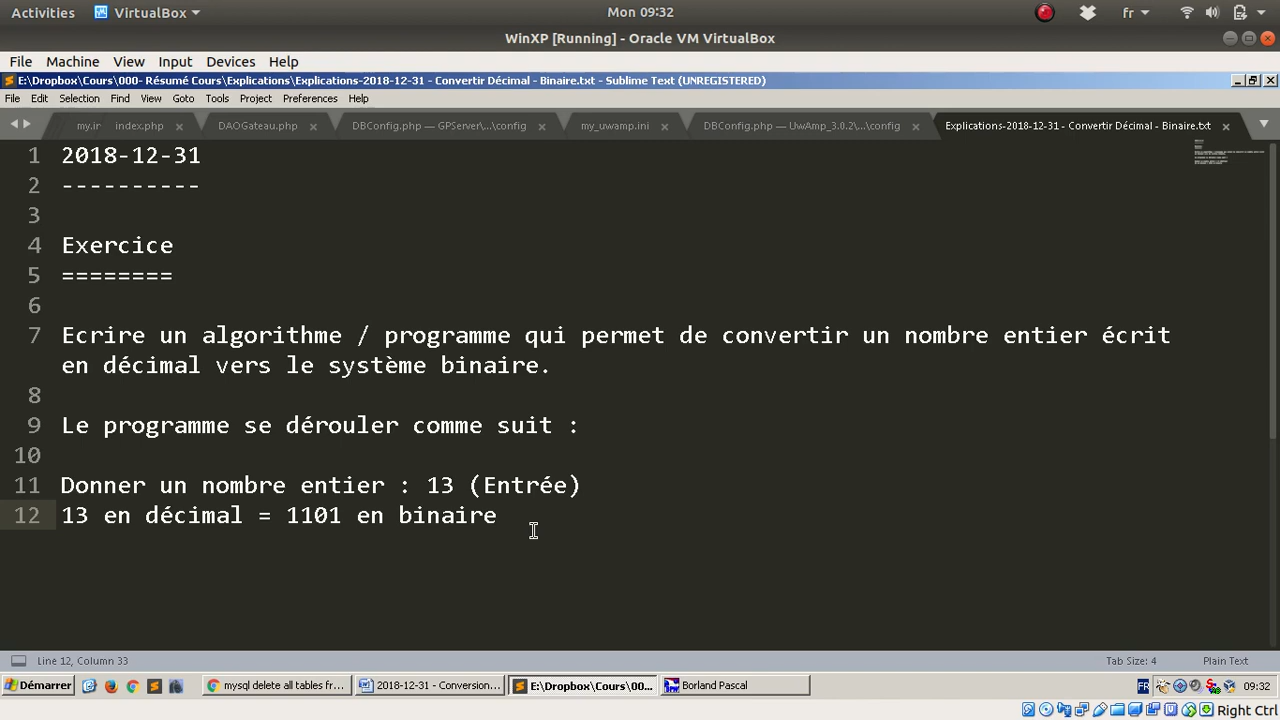 Activities VirtualBox Mon 09:32 fr
WinXP [Running] - Oracle VM VirtualBox
File Machine View Input Devices Help
E:\Dropbox\Cours\000- Résumé Cours\Explications\Explications-2018-12-31 - Convertir Décimal - Binaire.txt - Sublime Text (UNREGISTERED)
File Edit Selection Find View Goto Tools Project Preferences Help
my.ir index.php DAOGateau.php DBConfig.php — GPServer\...\config my_uwamp.ini DBConfig.php — UwAmp_3.0.2\...\config Explications-2018-12-31 - Convertir Décimal - Binaire.txt
1 2018-12-31
2 ----------
3
4 Exercice
5 ========
6
7 Ecrire un algorithme / programme qui permet de convertir un nombre entier écrit
en décimal vers le système binaire.
8
9 Le programme se dérouler comme suit :
10
11 Donner un nombre entier : 13 (Entrée)
12 13 en décimal = 1101 en binaire
Line 12, Column 33 Tab Size: 4 Plain Text
Démarrer mysql delete all tables fr... 2018-12-31 - Conversion... E:\Dropbox\Cours\00... Borland Pascal FR 09:32
Right Ctrl